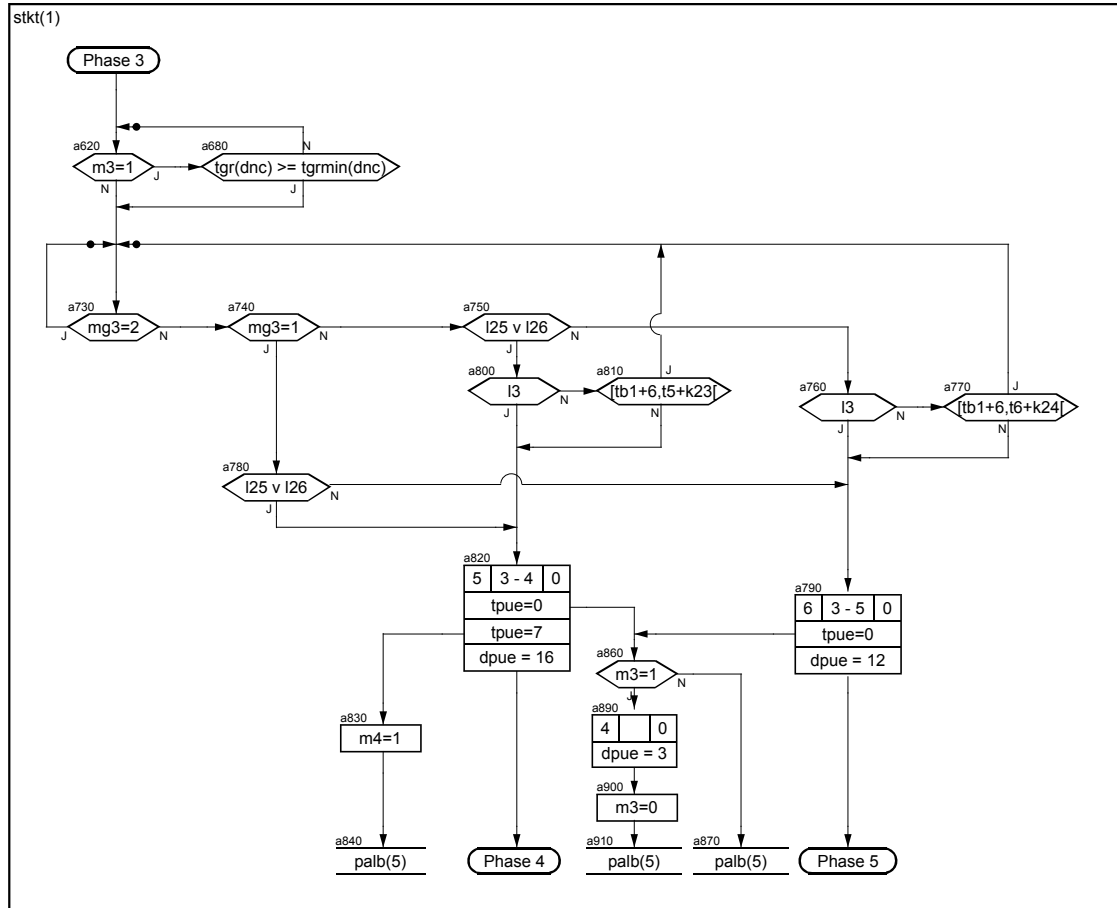 stkt(1)
Phase 3
a620
m3=1
J
N
a680
N
tgr(dnc) >= tgrmin(dnc)
J
a730
mg3=2
J
N
a740
mg3=1
J
N
a750
l25 v l26
J
N
a800
l3
J
N
a810
J
[tb1+6,t5+k23[
N
a760
l3
J
N
a770
J
[tb1+6,t6+k24[
N
a780
l25 v l26
J
N
a820
5 3 - 4 0
tpue=0
tpue=7
dpue = 16
a790
6 3 - 5 0
tpue=0
dpue = 12
a860
m3=1
J
N
a830
m4=1
a890
4 0
dpue = 3
a900
m3=0
a840
palb(5)
Phase 4
a910
palb(5)
a870
palb(5)
Phase 5